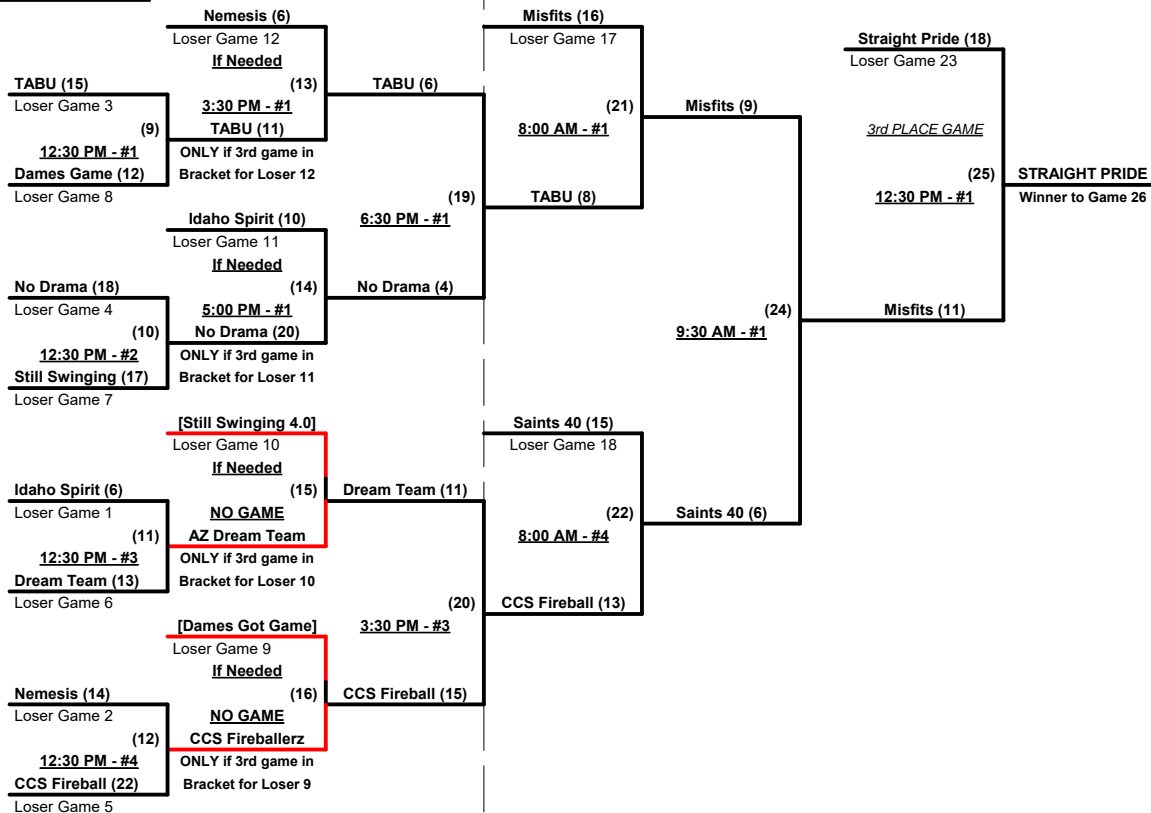 Nemesis (6)
Loser Game 12
If Needed
(13)
3:30 PM - #1
TABU (11)
ONLY if 3rd game in
Bracket for Loser 12
TABU (15)
Loser Game 3
(9)
12:30 PM - #1
Dames Game (12)
Loser Game 8
TABU (6)
Idaho Spirit (10)
Loser Game 11
If Needed
(14)
5:00 PM - #1
No Drama (20)
ONLY if 3rd game in
Bracket for Loser 11
No Drama (18)
Loser Game 4
(10)
12:30 PM - #2
Still Swinging (17)
Loser Game 7
No Drama (4)
(19)
6:30 PM - #1
[Still Swinging 4.0]
Loser Game 10
If Needed
(15)
NO GAME
AZ Dream Team
ONLY if 3rd game in
Bracket for Loser 10
Idaho Spirit (6)
Loser Game 1
(11)
12:30 PM - #3
Dream Team (13)
Loser Game 6
Dream Team (11)
[Dames Got Game]
Loser Game 9
If Needed
(16)
NO GAME
CCS Fireballerz
ONLY if 3rd game in
Bracket for Loser 9
Nemesis (14)
Loser Game 2
(12)
12:30 PM - #4
CCS Fireball (22)
Loser Game 5
CCS Fireball (15)
(20)
3:30 PM - #3
Misfits (16)
Loser Game 17
(21)
8:00 AM - #1
TABU (8)
Misfits (9)
Saints 40 (15)
Loser Game 18
(22)
8:00 AM - #4
CCS Fireball (13)
Saints 40 (6)
(24)
9:30 AM - #1
Straight Pride (18)
Loser Game 23
3rd PLACE GAME
(25)
12:30 PM - #1
Misfits (11)
STRAIGHT PRIDE
Winner to Game 26